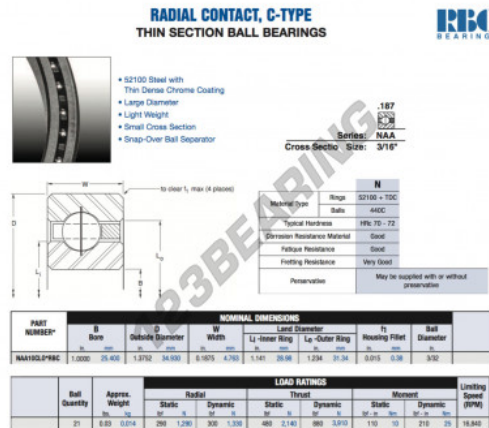 RADIAL CONTACT, C-TYPE
THIN SECTION BALL BEARINGS
RBC
BEARINGS
• 52100 Steel with
Thin Dense Chrome Coating
• Large Diameter
• Light Weight
• Small Cross Section
• Snap-Over Ball Separator
.187
Series: NAA
Cross Sectio Size: 3/16"
W
to clear f₁ max (4 places)
D
L₁
B
L₀
N
Material Type Rings 52100 + TDC
Balls 440C
Typical Hardness HRc 70 - 72
Corrosion Resistance Material Good
Fatique Resistance Good
Fretting Resistance Very Good
Perservative May be supplied with or without preservative
123BEARING
PART NUMBER* NOMINAL DIMENSIONS
B Bore D Outside Diameter W Width Land Diameter f₁ Housing Fillet Ball Diameter
Li -Inner Ring Lo -Outer Ring
in. mm in. mm in. mm in. mm in. mm in. mm in.
NAA10CL0*RBC 1.0000 25.400 1.3752 34.930 0.1875 4.763 1.141 28.98 1.234 31.34 0.015 0.38 3/32
LOAD RATINGS
Ball Quantity Approx. Weight Radial Thrust Moment Limiting Speed (RPM)
Static Dynamic Static Dynamic Static Dynamic
lbs. kg lbf N lbf N lbf N lbf N lbf - in N-m lbf - in N-m
21 0.03 0.014 290 1,290 300 1,330 480 2,140 880 3,910 110 10 210 25 16,840